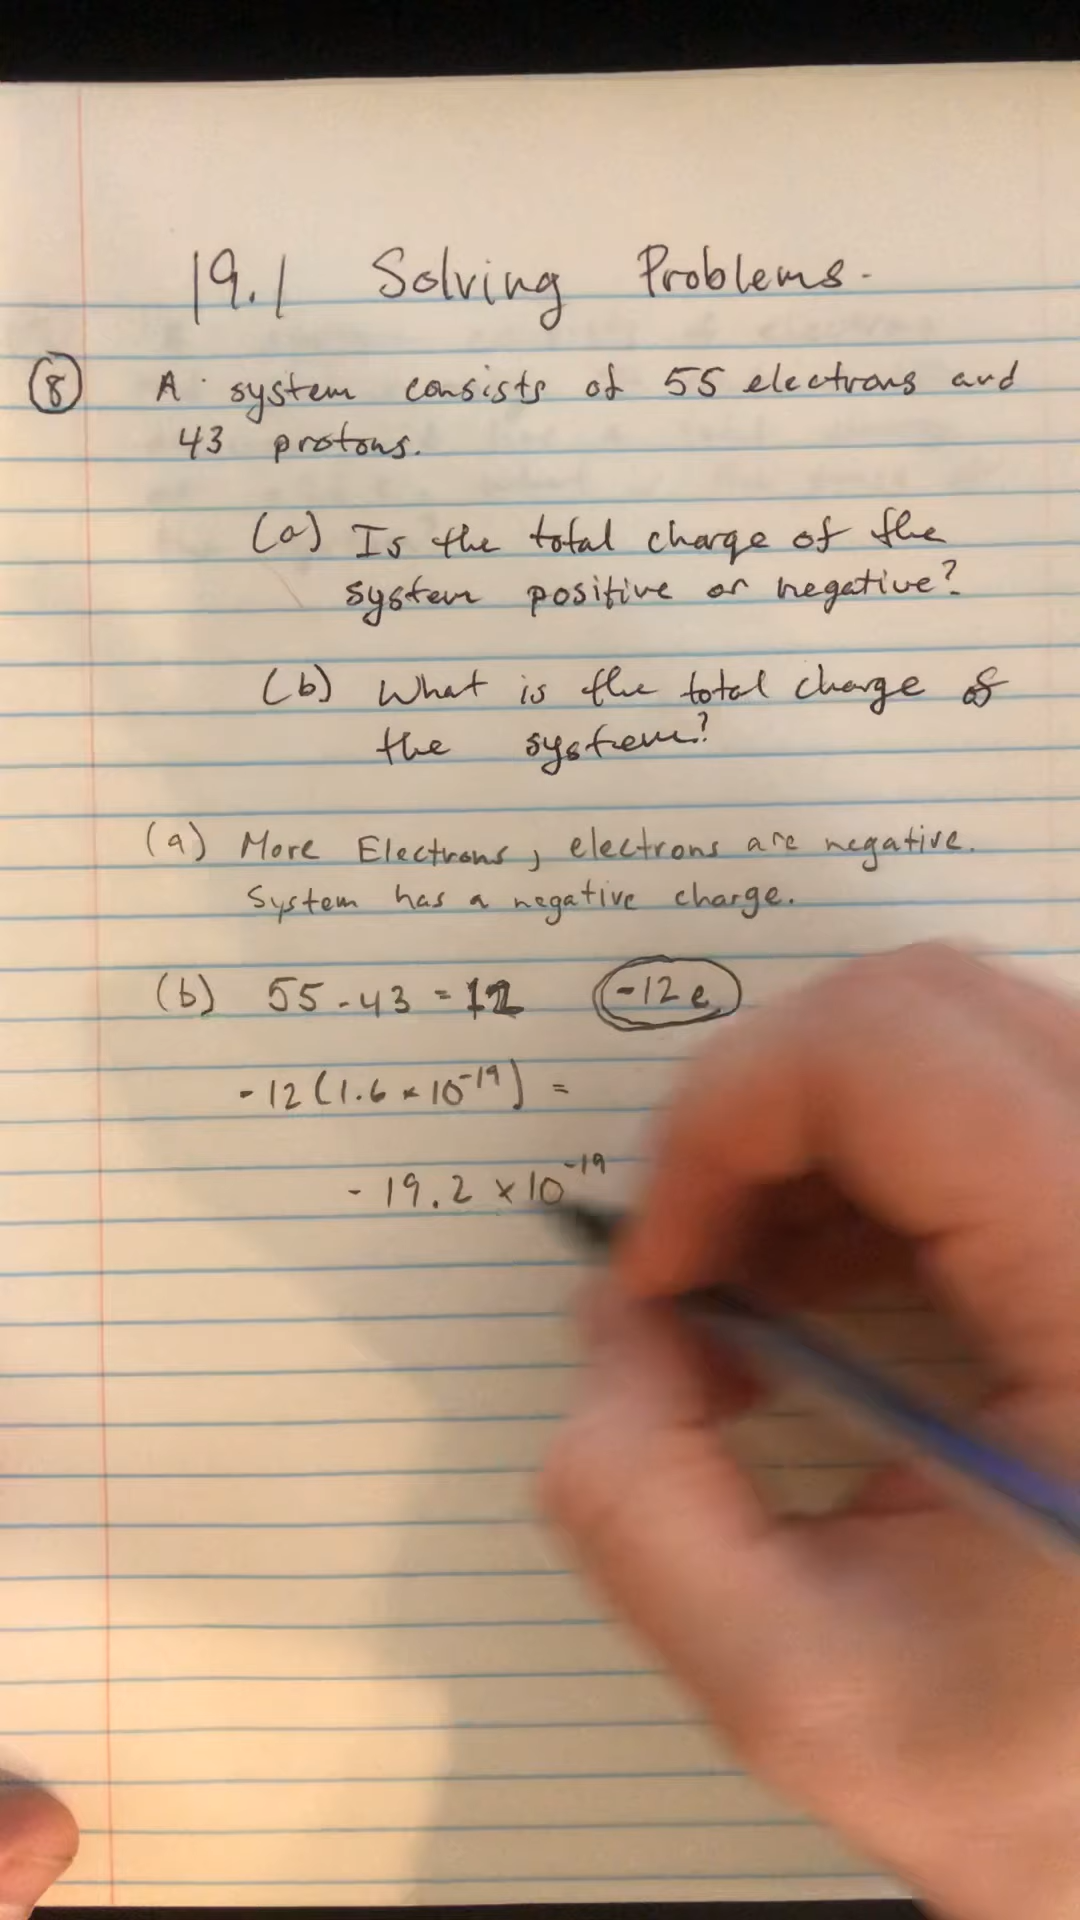 19.1 Solving Problems.
⑧ A system consists of 55 electrons and
43 protons.
(a) Is the total charge of the
system positive or negative?
(b) What is the total charge of
the system?
(a) More Electrons, electrons are negative.
System has a negative charge.
(b) 55 - 43 = 12 -12 e
-12 (1.6 × 10⁻¹⁹) =
-19.2 × 10⁻¹⁹